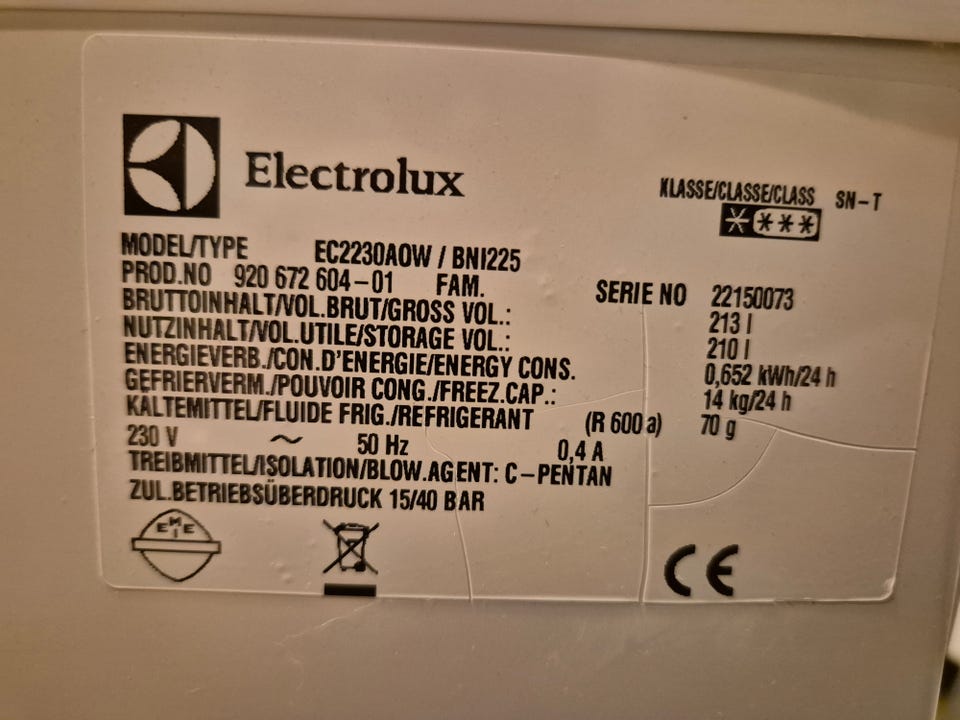 Electrolux
KLASSE/CLASSE/CLASS SN-T
MODEL/TYPE EC2230AOW / BNI225
PROD.NO 920 672 604-01 FAM. SERIE NO 22150073
BRUTTOINHALT/VOL.BRUT/GROSS VOL.: 213 l
NUTZINHALT/VOL.UTILE/STORAGE VOL.: 210 l
ENERGIEVERB./CON.D'ENERGIE/ENERGY CONS. 0,652 kWh/24 h
GEFRIERVERM./POUVOIR CONG./FREEZ.CAP.: 14 kg/24 h
KALTEMITTEL/FLUIDE FRIG./REFRIGERANT (R 600 a) 70 g
230 V ~ 50 Hz 0,4 A
TREIBMITTEL/ISOLATION/BLOW.AGENT: C-PENTAN
ZUL.BETRIEBSÜBERDRUCK 15/40 BAR
EMEI
CE